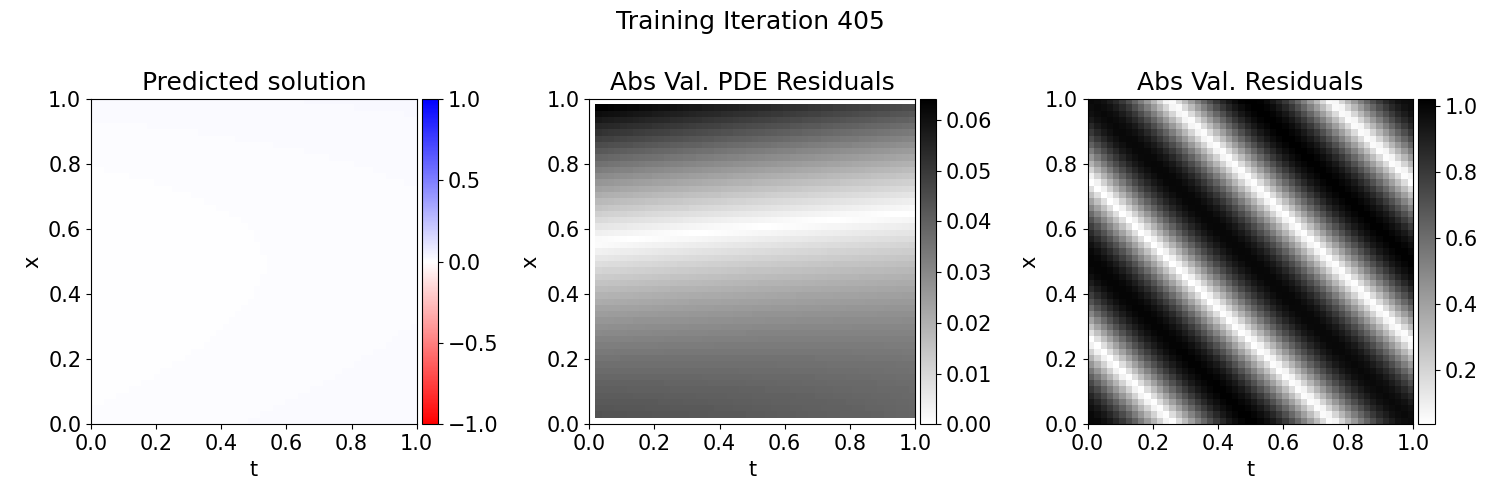 Training Iteration 405
Predicted solution
1.0
0.8
0.6
0.4
0.2
0.0
x
0.0 0.2 0.4 0.6 0.8 1.0
t
1.0
0.5
0.0
−0.5
−1.0
Abs Val. PDE Residuals
1.0
0.8
0.6
0.4
0.2
0.0
x
0.0 0.2 0.4 0.6 0.8 1.0
t
0.06
0.05
0.04
0.03
0.02
0.01
0.00
Abs Val. Residuals
1.0
0.8
0.6
0.4
0.2
0.0
x
0.0 0.2 0.4 0.6 0.8 1.0
t
1.0
0.8
0.6
0.4
0.2